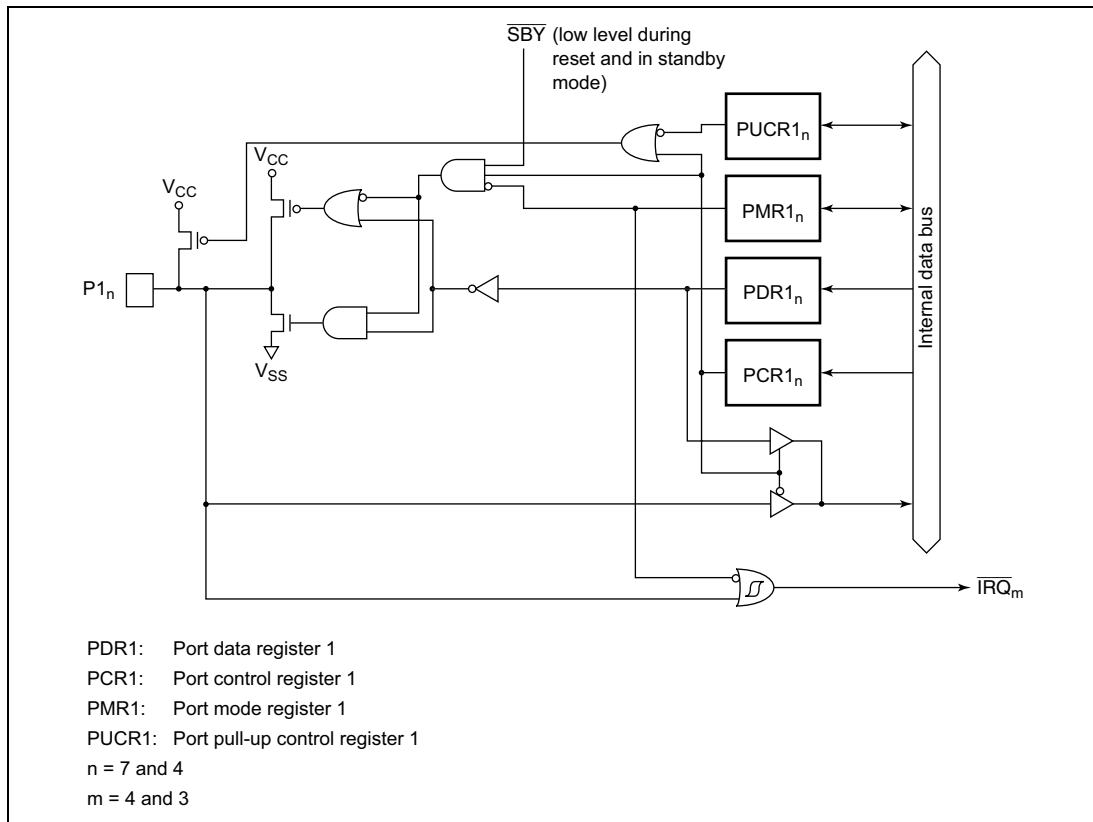 SBY (low level during
reset and in standby
mode)
PUCR1n
VCC
VCC
PMR1n
P1n
PDR1n
Internal data bus
VSS
PCR1n
IRQm
PDR1: Port data register 1
PCR1: Port control register 1
PMR1: Port mode register 1
PUCR1: Port pull-up control register 1
n = 7 and 4
m = 4 and 3